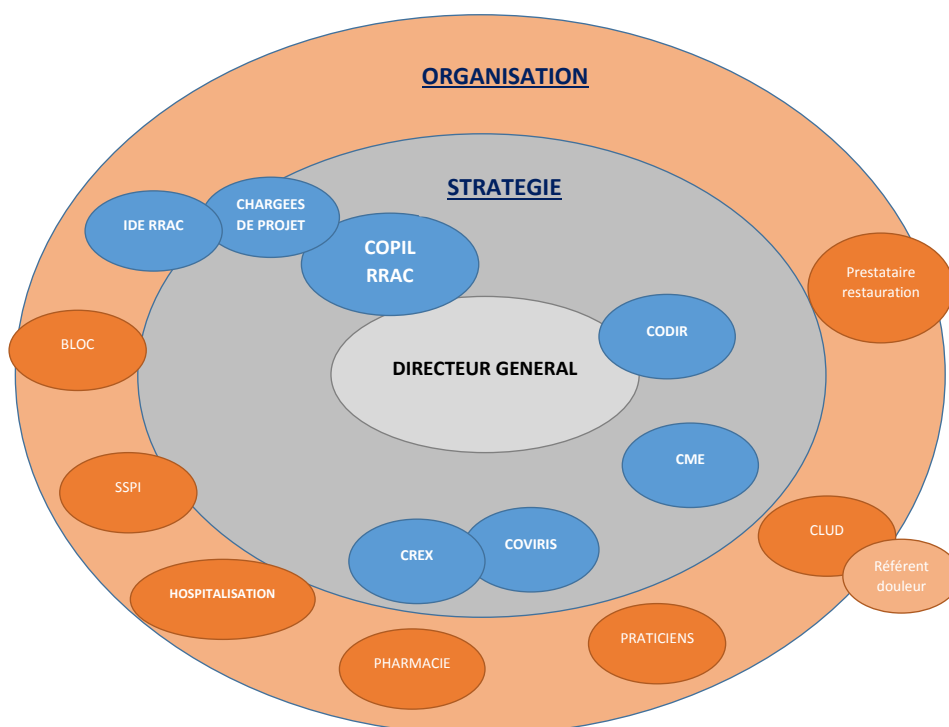 ORGANISATION
STRATEGIE
CHARGEES
DE PROJET
IDE RRAC
COPIL
RRAC
Prestataire
restauration
BLOC
CODIR
DIRECTEUR GENERAL
CME
SSPI
CLUD
COVIRIS
CREX
Référent
douleur
HOSPITALISATION
PRATICIENS
PHARMACIE